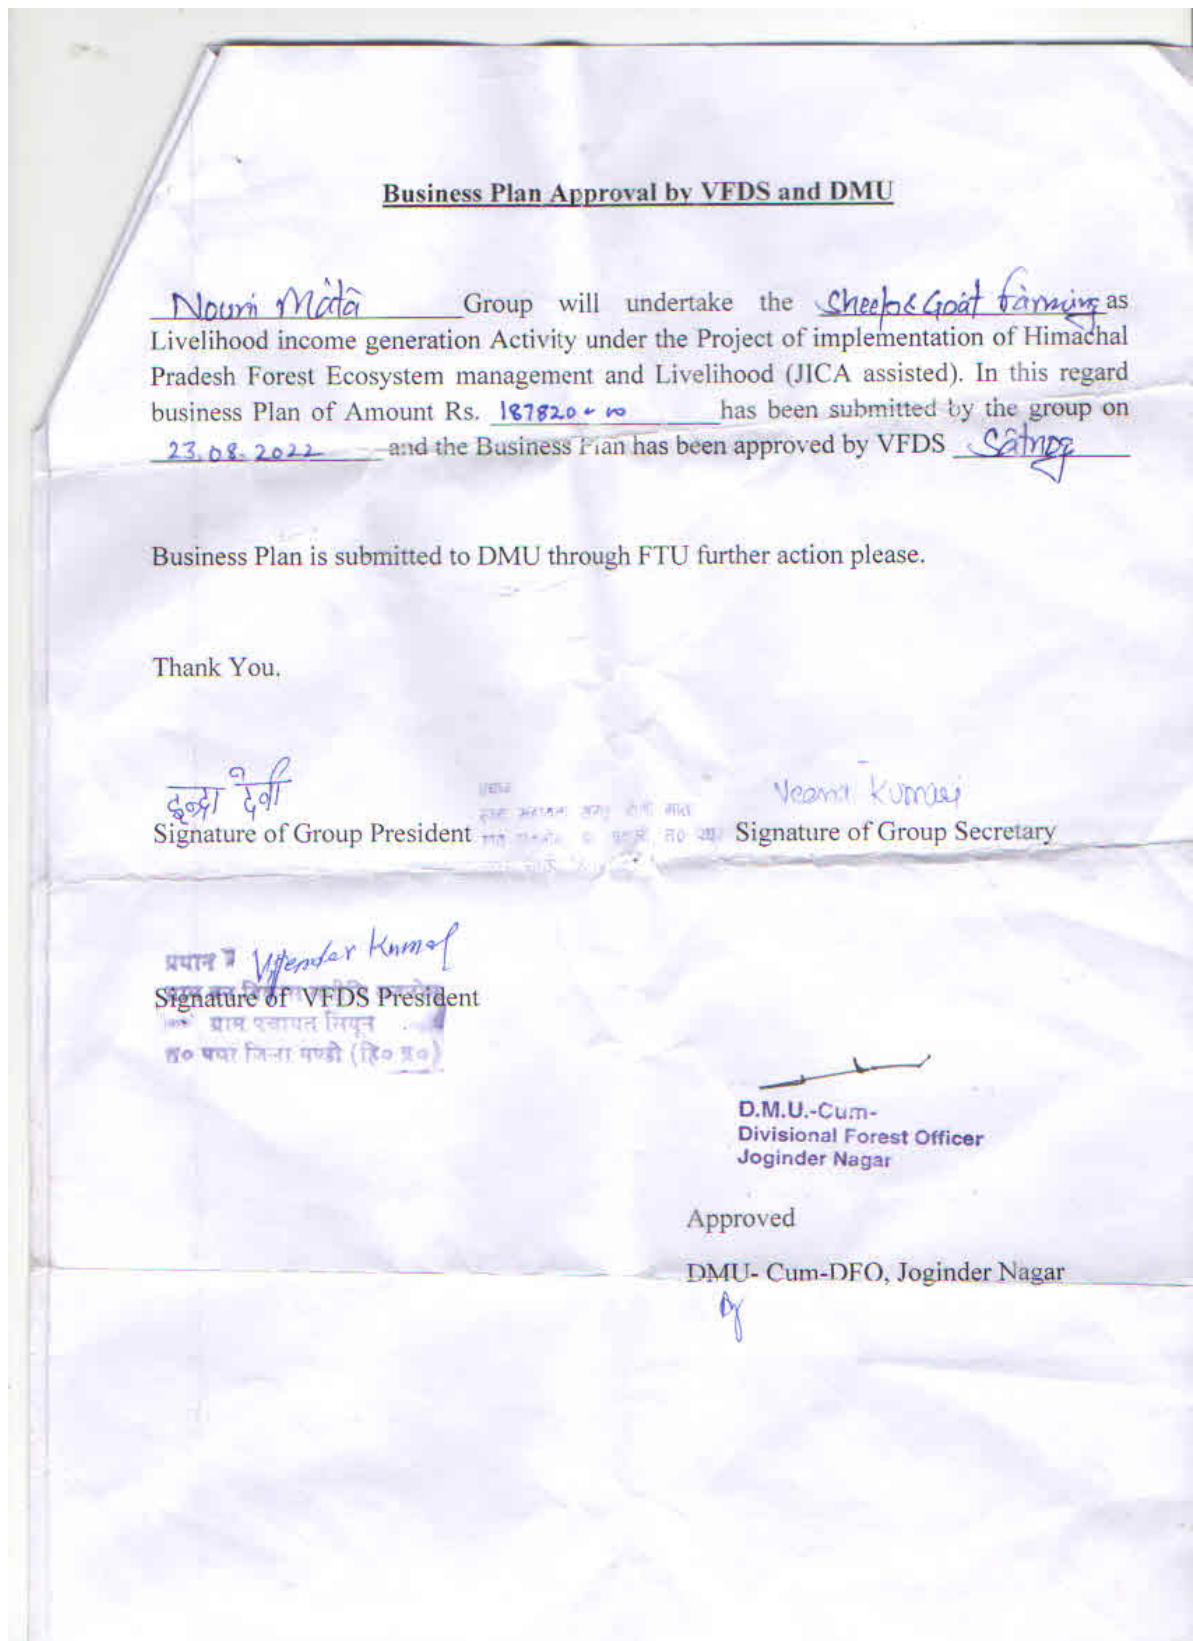 Business Plan Approval by VFDS and DMU
Nouni Mata Group will undertake the Sheep & Goat farming as
Livelihood income generation Activity under the Project of implementation of Himachal
Pradesh Forest Ecosystem management and Livelihood (JICA assisted). In this regard
business Plan of Amount Rs. 187820 has been submitted by the group on
23.08.2022 and the Business Plan has been approved by VFDS
Business Plan is submitted to DMU through FTU further action please.
Thank You.
इन्द्रा देवी
Veena Kumari
Signature of Group President
Signature of Group Secretary
प्रधान Vijender Kumar
Signature of VFDS President
ग्राम पंचायत
जिला मण्डी (हि० प्र०)
D.M.U.-Cum-
Divisional Forest Officer
Joginder Nagar
Approved
DMU- Cum-DFO, Joginder Nagar